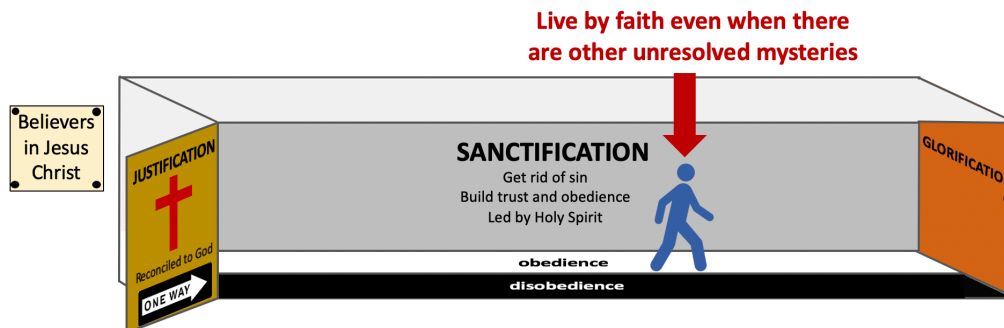 Live by faith even when there
are other unresolved mysteries
Believers
in Jesus
Christ
JUSTIFICATION
Reconciled to God
ONE WAY
SANCTIFICATION
Get rid of sin
Build trust and obedience
Led by Holy Spirit
obedience
disobedience
GLORIFICATION